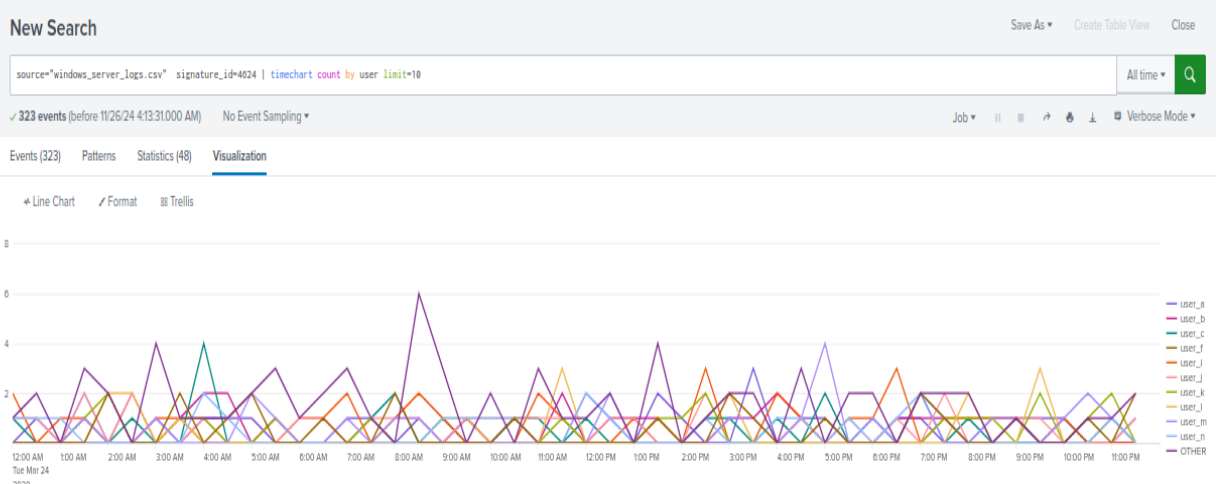 New Search
Save As ▾ Create Table View Close
source="windows_server_logs.csv" signature_id=4624 | timechart count by user limit=10
All time ▾
✓ 323 events (before 11/26/24 4:13:31.000 AM) No Event Sampling ▾
Job ▾ Verbose Mode ▾
Events (323) Patterns Statistics (48) Visualization
Line Chart Format Trellis
8
6
4
2
12:00 AM 1:00 AM 2:00 AM 3:00 AM 4:00 AM 5:00 AM 6:00 AM 7:00 AM 8:00 AM 9:00 AM 10:00 AM 11:00 AM 12:00 PM 1:00 PM 2:00 PM 3:00 PM 4:00 PM 5:00 PM 6:00 PM 7:00 PM 8:00 PM 9:00 PM 10:00 PM 11:00 PM
Tue Mar 24
user_a
user_b
user_c
user_f
user_i
user_j
user_k
user_l
user_m
user_n
OTHER